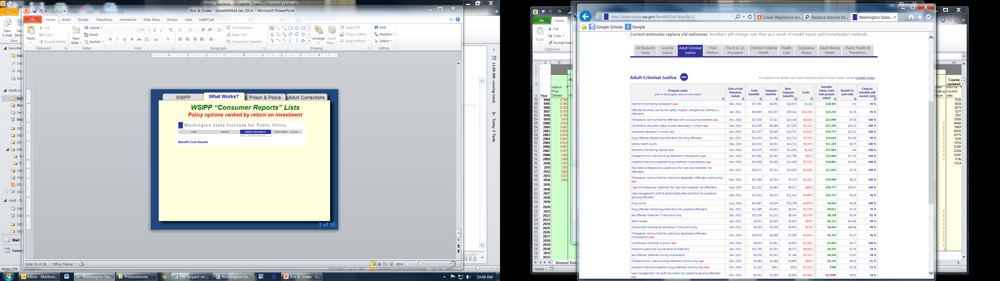 Inbox - Mailbox - Elizabeth Drake - Microsoft Outlook
Aos & Drake - SenateW&MJan 2014 - Microsoft PowerPoint
File
Home
Insert
Design
Transitions
Animations
Slide Show
Review
View
MathType
Cut
Copy
Format Painter
Paste
Clipboard
New Slide
Layout
Reset
Section
Slides
28
Font
Text Direction
Align Text
Convert to SmartArt
Paragraph
Arrange
Quick Styles
Shape Fill
Shape Outline
Shape Effects
Drawing
Find
Replace
Select
Editing
WSIPP
What Works?
Prison & Police
Adult Corrections
WSIPP “Consumer Reports” Lists
Policy options ranked by return on investment
Washington State Institute for Public Policy
HOME
REPORTS
BENEFIT-COST RESULTS
ABOUT WSIPP
Job Opening
Benefit-Cost Results
3 of 10
Slide 19 of 19
"Office Theme"
60%
11:00 AM: running lunch
Today: 5 Tasks
File
New E-mail
New
Mail
Items: 109
Inbox - Mailbox...
Washington Sta...
Presentations
EBP Impact on ...
Washington Cri...
Aos & Drake - S...
10:48 AM
File
Home
Paste
Cut
Copy
Format Pain
Clipboard
A B
Implicit Price Deflator
Year
99 1994 0.748
100 1995 0.764
101 1996 0.780
102 1997 0.793
103 1998 0.799
104 1999 0.811
105 2000 0.831
106 2001 0.847
107 2002 0.859
108 2003 0.876
109 2004 0.897
110 2005 0.923
111 2006 0.947
112 2007 0.971
113 2008 1.001
114 2009 1.000
115 2010 1.017
116 2011 1.041
117 2012 1.060
118 2013 1.072
119 2014 1.084
120 2015
121 2016
122 2017
123 2018
124 2019
125 2020
126 2021
127 2022
128 2023
129 2024
130 2025
131 2026
132 2027
133 2028
134 2029
135 2030
136 2031
137 2032
Annual Dat
Ready
http://www.wsipp.wa.gov/BenefitCost?topicId=2
Linear Regression An...
Pandora Internet Ra...
Washington State...
Google Scholar
Google
Current estimates replace old estimates. Numbers will change over time as a result of model inputs and monetization methods.
All Research Areas
Juvenile Justice
Adult Criminal Justice
Child Welfare
Pre-K to 12 Education
Children's Mental Health
Health Care
Substance Abuse
Adult Mental Health
Public Health & Prevention
Adult Criminal Justice
PDF
For questions on benefit-cost results relating to Adult Criminal Justice, contact Elizabeth Drake.
Program name (click on the program name for more detail)
Date of last literature review
Total benefits
Taxpayer benefits
Non-taxpayer benefits
Costs
Benefits minus costs (net present value)
Benefit to cost ratio
Chances benefits will exceed costs
Electronic monitoring (probation) NEW Dec. 2014 $27,363 $6,691 $20,673 $1,102 $28,465 n/a 94 %
Offender Re-entry Community Safety Program (dangerously mentally ill offenders) Apr. 2012 $58,499 $19,337 $39,162 ($33,254) $25,245 $1.76 95 %
Therapeutic communities for offenders with co-occuring disorders NEW Nov. 2014 $27,658 $7,511 $20,148 ($3,665) $23,994 $7.56 100 %
Correctional education (basic or post-secondary) in prison NEW Dec. 2014 $23,346 $6,088 $17,258 ($1,161) $22,185 $20.13 100 %
Vocational education in prison NEW Dec. 2014 $21,377 $5,649 $15,727 ($1,619) $19,757 $13.22 100 %
Drug Offender Sentencing Alternative (for drug offenders) Apr. 2012 $21,204 $5,494 $15,710 ($1,576) $19,629 $13.48 99 %
Mental health courts May. 2014 $20,253 $5,541 $14,711 ($3,007) $17,245 $6.75 100 %
Electronic monitoring (parole) NEW Dec. 2014 $15,979 $3,950 $12,030 $1,102 $17,081 n/a 100 %
Outpatient/non-intensive drug treatment (incarceration) NEW Nov. 2014 $15,982 $4,195 $11,788 ($923) $15,060 $17.35 100 %
Inpatient/intensive outpatient drug treatment (incarceration) NEW Nov. 2014 $16,436 $4,390 $12,046 ($1,575) $14,861 $10.45 100 %
Risk Need & Responsivity supervision (for high and moderate risk offenders) Dec. 2013 $18,571 $5,311 $13,260 ($4,906) $13,665 $3.79 100 %
Therapeutic communities for chemically dependent offenders (community) NEW Nov. 2014 $12,489 $3,310 $9,179 ($1,541) $10,948 $8.12 100 %
Cognitive behavioral treatment (for high and moderate risk offenders) Aug. 2014 $11,201 $2,884 $8,317 ($424) $10,777 $26.47 100 %
Case management: swift & certain/graduated sanctions for substance abusing offenders Dec. 2012 $15,652 $4,510 $11,142 ($4,897) $10,755 $3.20 96 %
Drug courts Aug. 2014 $14,687 $3,919 $10,768 ($4,870) $9,816 $3.06 100 %
Drug Offender Sentencing Alternative (for property offenders) Dec. 2012 $11,389 $3,042 $8,347 ($1,576) $9,813 $7.24 70 %
Sex offender treatment in the community Dec. 2013 $10,358 $2,213 $8,145 ($1,630) $8,728 $6.36 85 %
Work release Apr. 2012 $6,831 $1,828 $5,003 ($679) $6,152 $10.08 99 %
Employment training/job assistance in the community Apr. 2012 $6,203 $1,568 $4,635 ($139) $6,064 $44.66 99 %
Therapeutic communities for chemically dependent offenders (incarceration) NEW Nov. 2014 $10,676 $3,368 $7,308 ($4,933) $5,743 $2.17 96 %
Correctional industries in prison NEW Dec. 2014 $6,953 $1,961 $4,992 ($1,462) $5,491 $4.77 100 %
Intensive supervision (surveillance & treatment) Apr. 2012 $12,769 $4,197 $8,572 ($8,061) $4,707 $1.59 78 %
Sex offender treatment during incarceration Dec. 2013 $9,559 $2,413 $7,146 ($5,122) $4,436 $1.87 78 %
Outpatient/non-intensive drug treatment (community) NEW Nov. 2014 $5,064 $1,368 $3,696 ($838) $4,226 $6.05 91 %
Inpatient/intensive outpatient drug treatment (community) NEW Nov. 2014 $1,416 $481 $935 ($1,032) $384 $1.38 52 %
Case management: not swift and certain for substance abusing offenders NEW Nov. 2014 $3,052 $1,369 $1,683 ($4,900) ($1,848) $0.62 34 %
Z AA
County updated
from my monthly data
7676
8428
8679
9271
9917
10165
3 10488
3 11089
3 10835
3 10778
3 11319
3 11793
3 12285
3 12294
3 12997
3 12116
12124